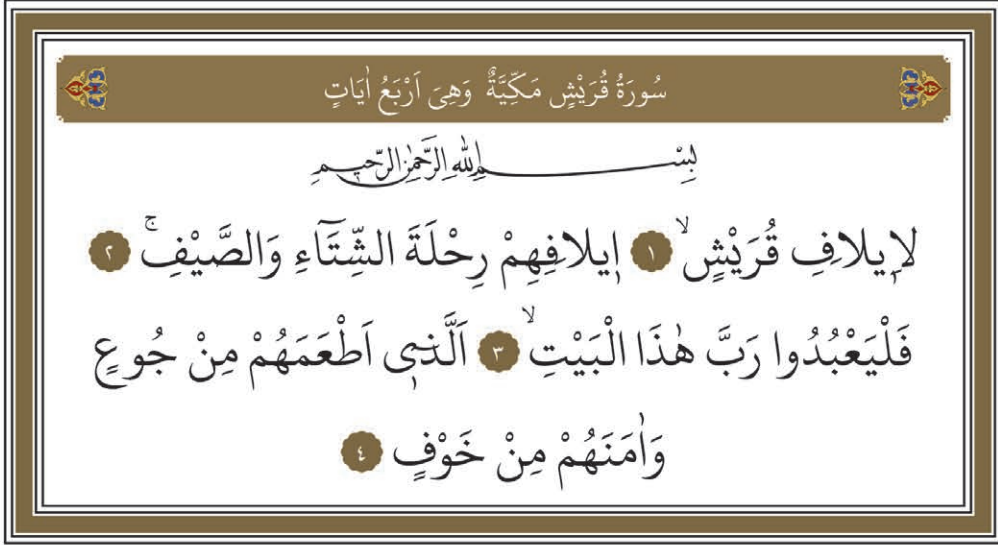 سُورَةُ قُرَيْشٍ مَكِّيَّةٌ وَهِىَ اَرْبَعُ اٰيَاتٍ
بِسْمِ اللّٰهِ الرَّحْمٰنِ الرَّحٖيمِ
لِاٖيلَافِ قُرَيْشٍۙ ١ اٖيلَافِهِمْ رِحْلَةَ الشِّتَٓاءِ وَالصَّيْفِۚ ٢
فَلْيَعْبُدُوا رَبَّ هٰذَا الْبَيْتِۙ ٣ اَلَّذٖٓى اَطْعَمَهُمْ مِنْ جُوعٍ
وَاٰمَنَهُمْ مِنْ خَوْفٍ ٤